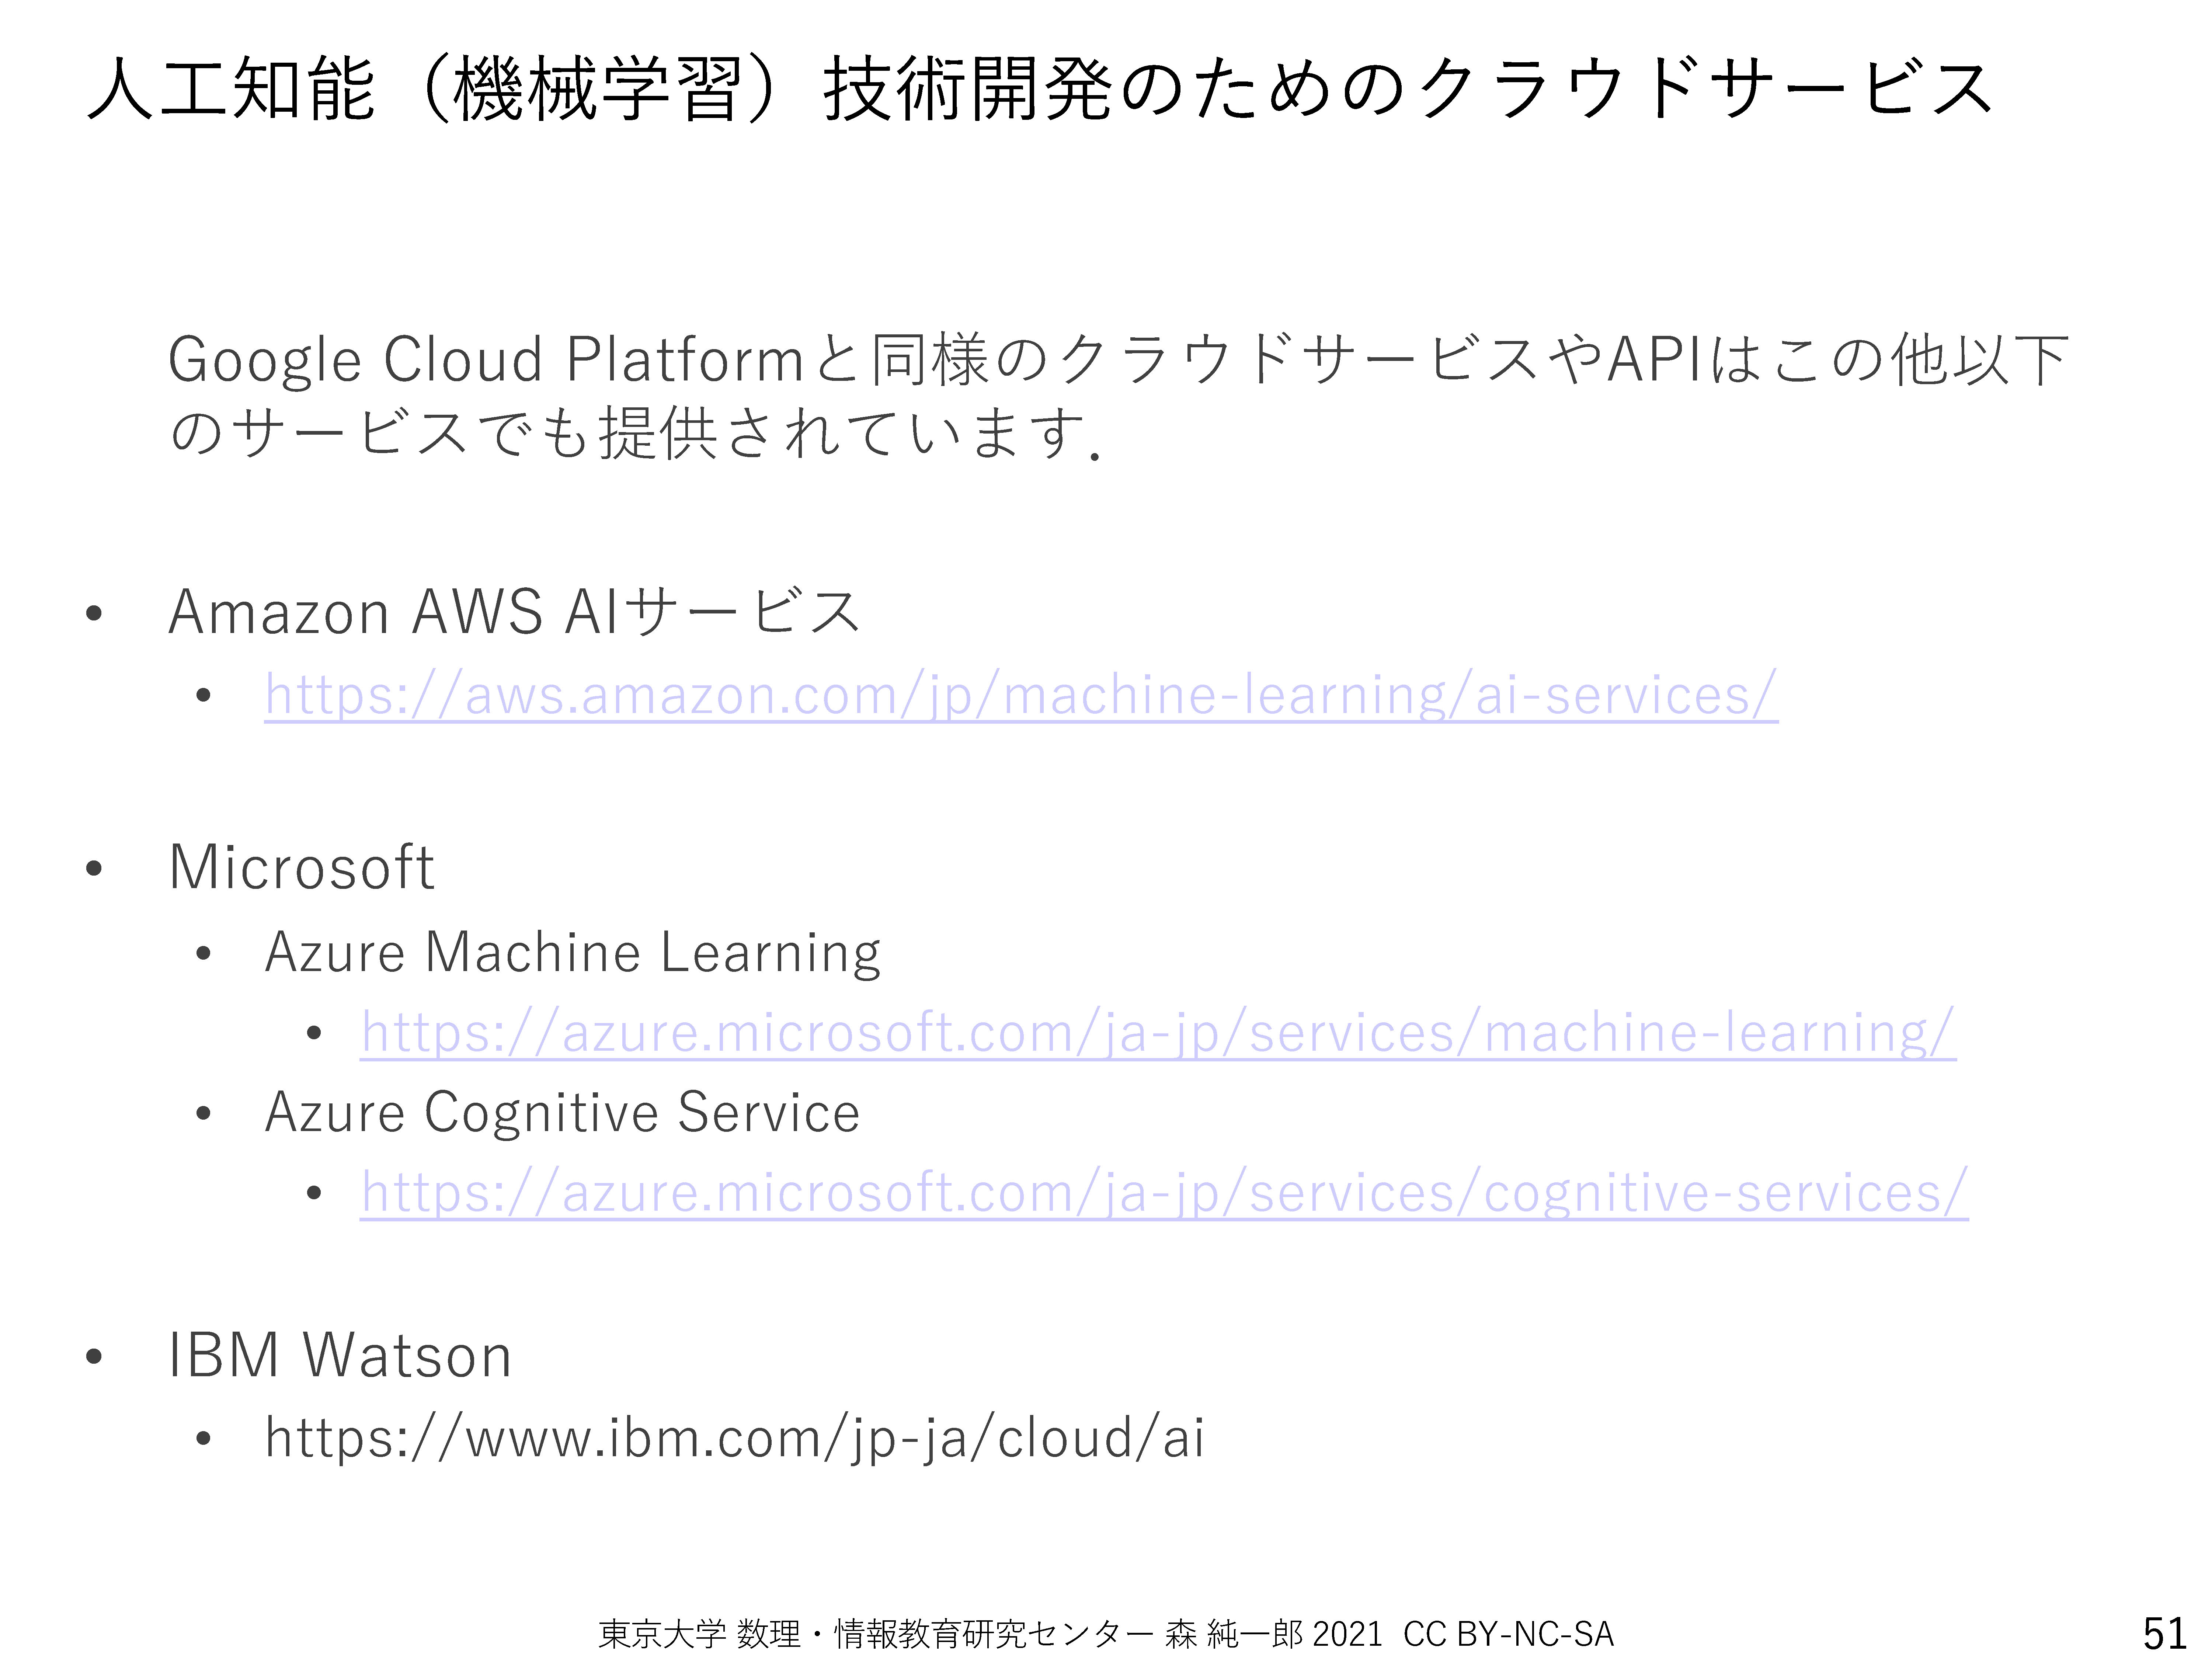 人工知能（機械学習）技術開発のためのクラウドサービス
Google Cloud Platformと同様のクラウドサービスやAPIはこの他以下
のサービスでも提供されています．
• Amazon AWS AIサービス
• https://aws.amazon.com/jp/machine-learning/ai-services/
• Microsoft
• Azure Machine Learning
• https://azure.microsoft.com/ja-jp/services/machine-learning/
• Azure Cognitive Service
• https://azure.microsoft.com/ja-jp/services/cognitive-services/
• IBM Watson
• https://www.ibm.com/jp-ja/cloud/ai
東京大学 数理・情報教育研究センター 森 純一郎 2021 CC BY-NC-SA
51